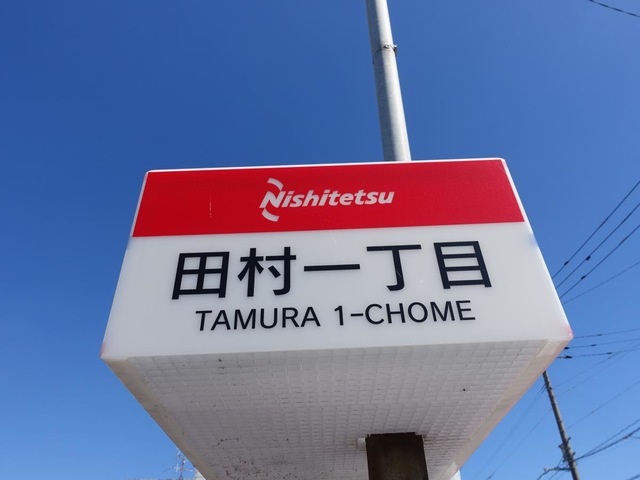 Nishitetsu
田村一丁目
TAMURA 1-CHOME